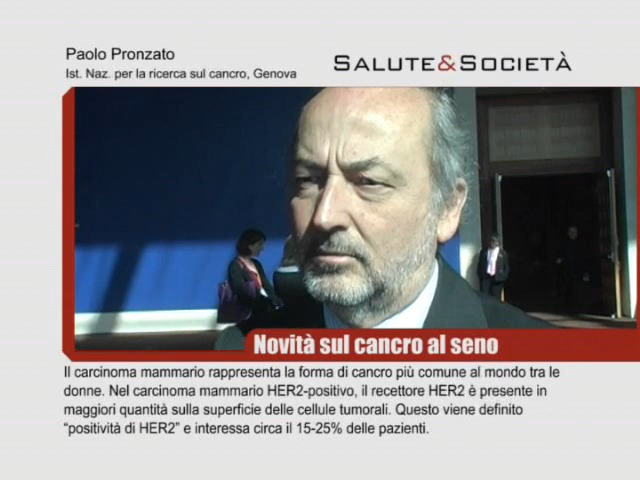 Paolo Pronzato
Ist. Naz. per la ricerca sul cancro, Genova
SALUTE&SOCIETÀ
Novità sul cancro al seno
Il carcinoma mammario rappresenta la forma di cancro più comune al mondo tra le
donne. Nel carcinoma mammario HER2-positivo, il recettore HER2 è presente in
maggiori quantità sulla superficie delle cellule tumorali. Questo viene definito
“positività di HER2” e interessa circa il 15-25% delle pazienti.